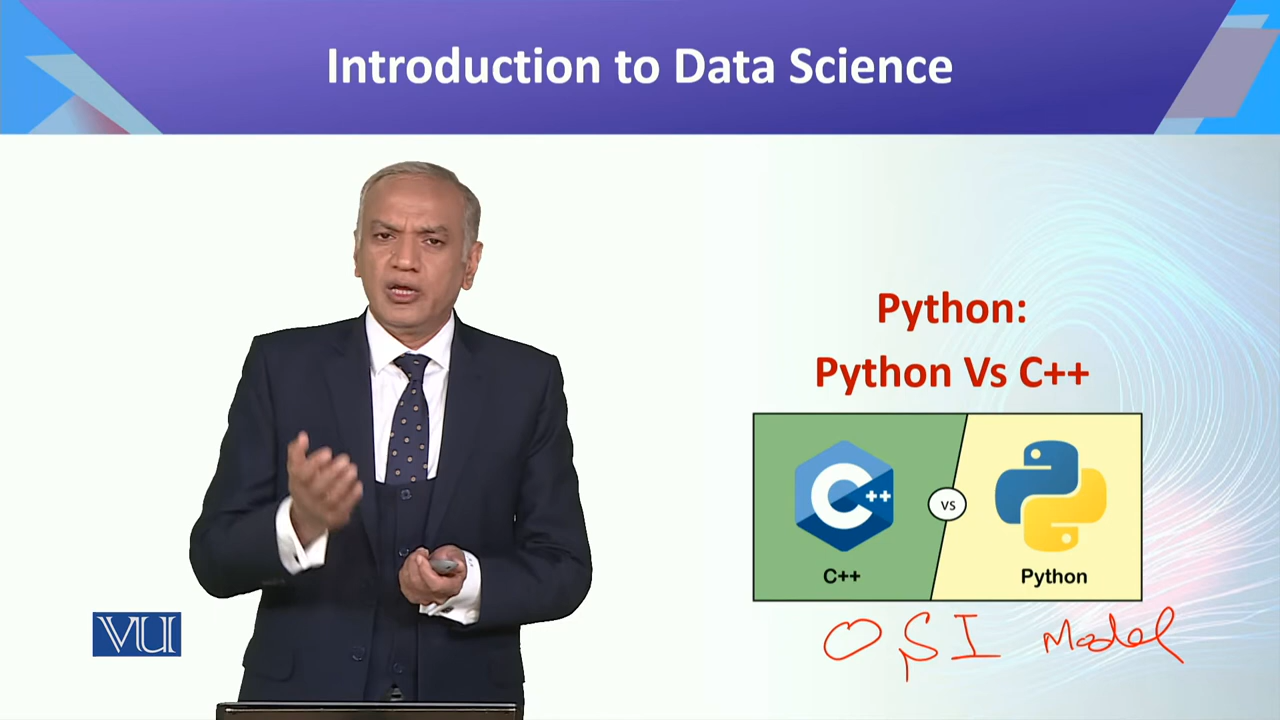 Introduction to Data Science
Python:
Python Vs C++
C++
vs
C++
Python
OSI Model
VU